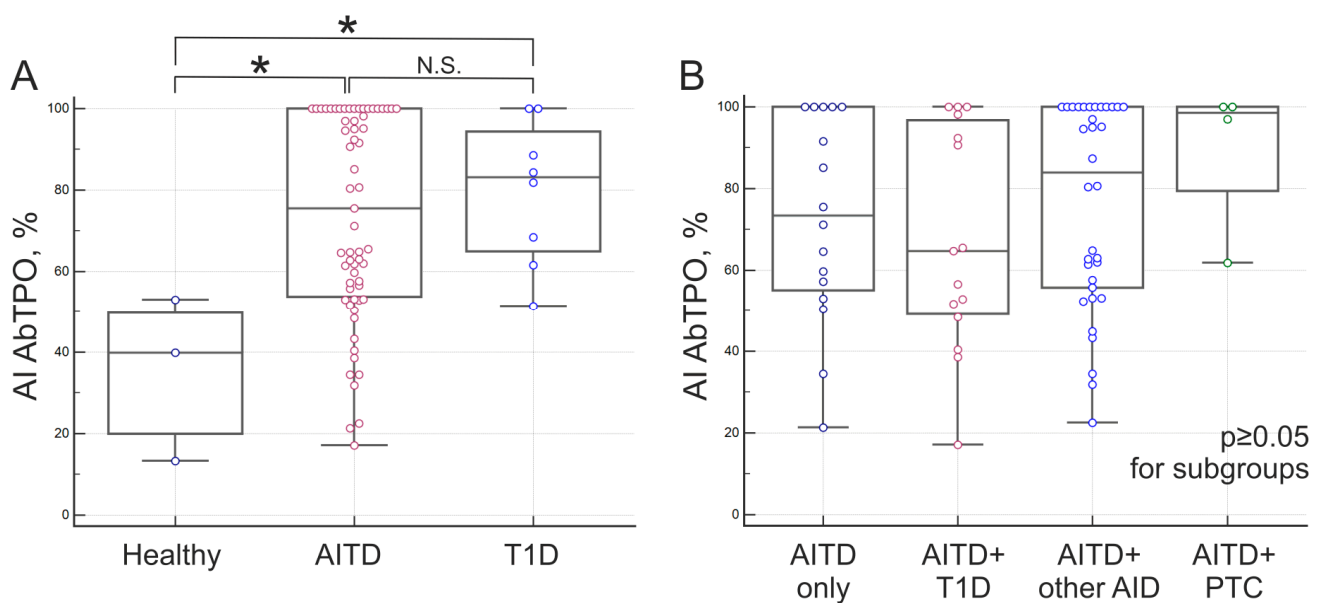 A
*
*
N.S.
AI AbTPO, %
100
80
60
40
20
0
Healthy
AITD
T1D
B
AI AbTPO, %
100
80
60
40
20
0
p≥0.05
for subgroups
AITD
only
AITD+
T1D
AITD+
other AID
AITD+
PTC